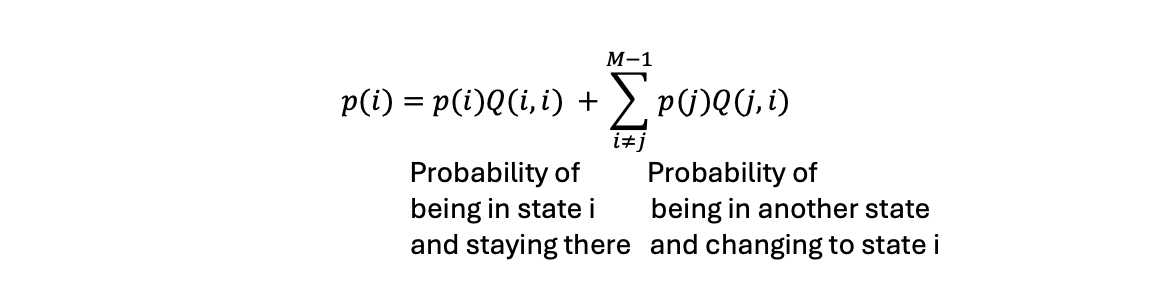 M−1
p(i) = p(i)Q(i, i) + ∑ p(j)Q(j, i)
i≠j
Probability of Probability of
being in state i being in another state
and staying there and changing to state i